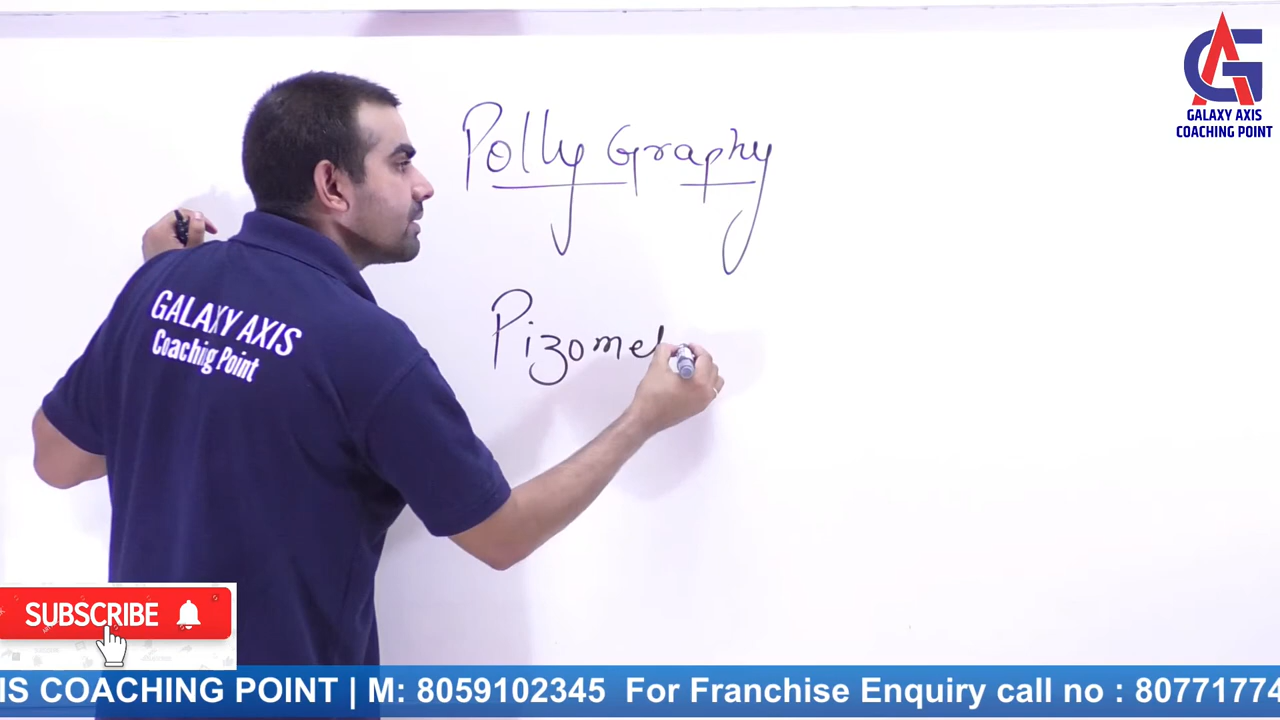 GALAXY AXIS
COACHING POINT
Polly Graphy
GALAXY AXIS
Coaching Point
Pizome
SUBSCRIBE
IS COACHING POINT | M: 8059102345 For Franchise Enquiry call no : 80771774